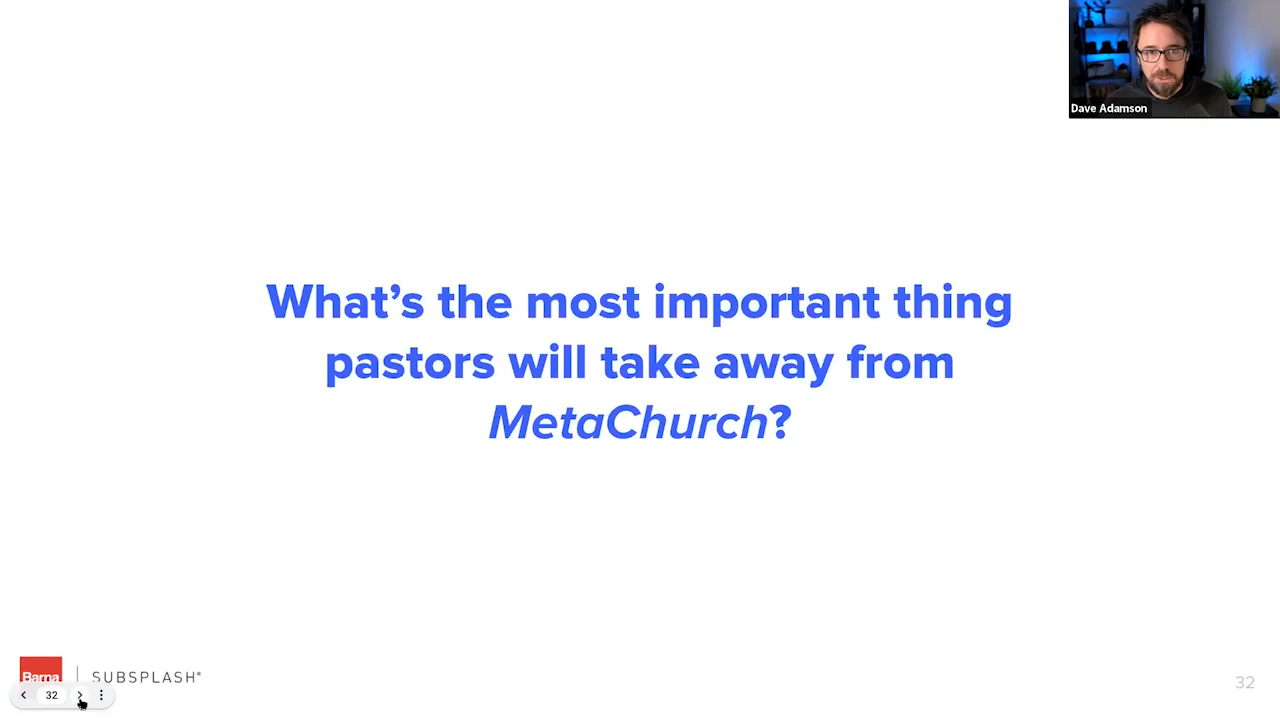 Dave Adamson
What's the most important thing
pastors will take away from
MetaChurch?
Barna
SUBSPLASH®
32
32